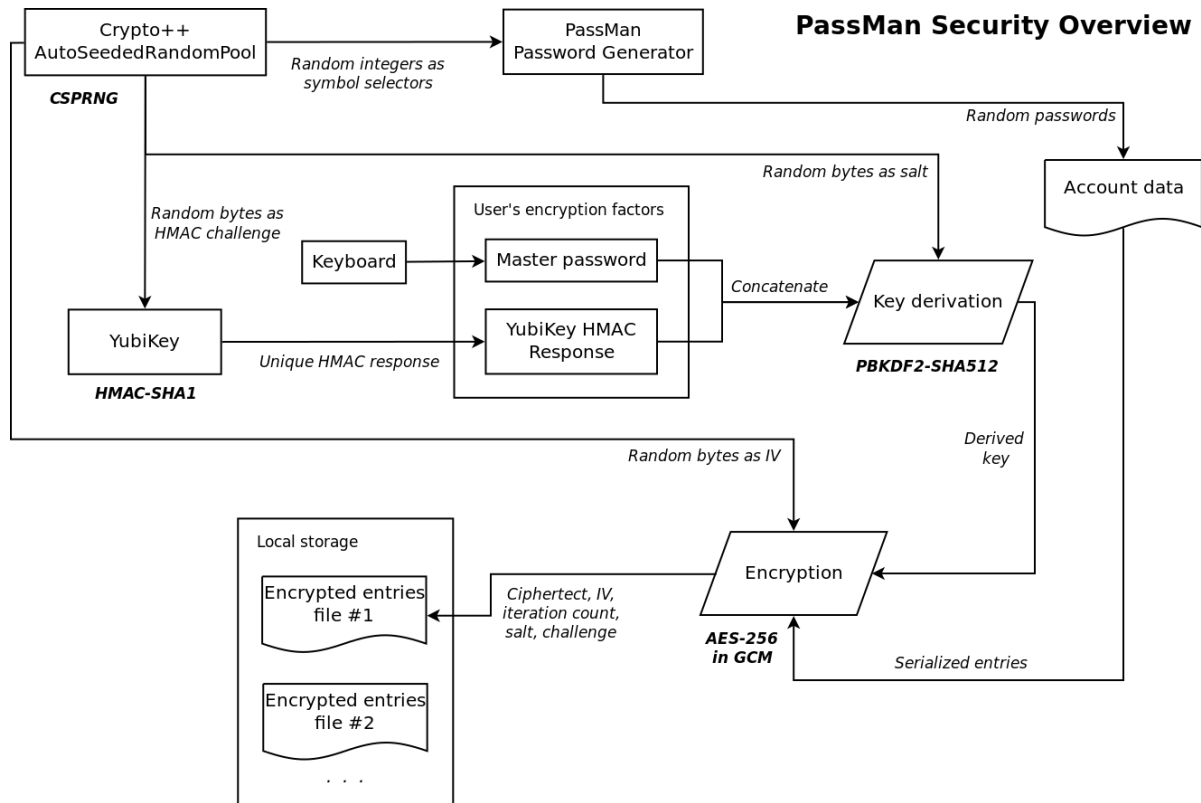 PassMan Security Overview
Crypto++
AutoSeededRandomPool
CSPRNG
Random integers as
symbol selectors
PassMan
Password Generator
Random passwords
Account data
Random bytes as salt
Random bytes as
HMAC challenge
User's encryption factors
Keyboard
Master password
Concatenate
Key derivation
PBKDF2-SHA512
YubiKey
HMAC-SHA1
Unique HMAC response
YubiKey HMAC
Response
Random bytes as IV
Derived
key
Encryption
AES-256
in GCM
Serialized entries
Ciphertect, IV,
iteration count,
salt, challenge
Local storage
Encrypted entries
file #1
Encrypted entries
file #2
. . .